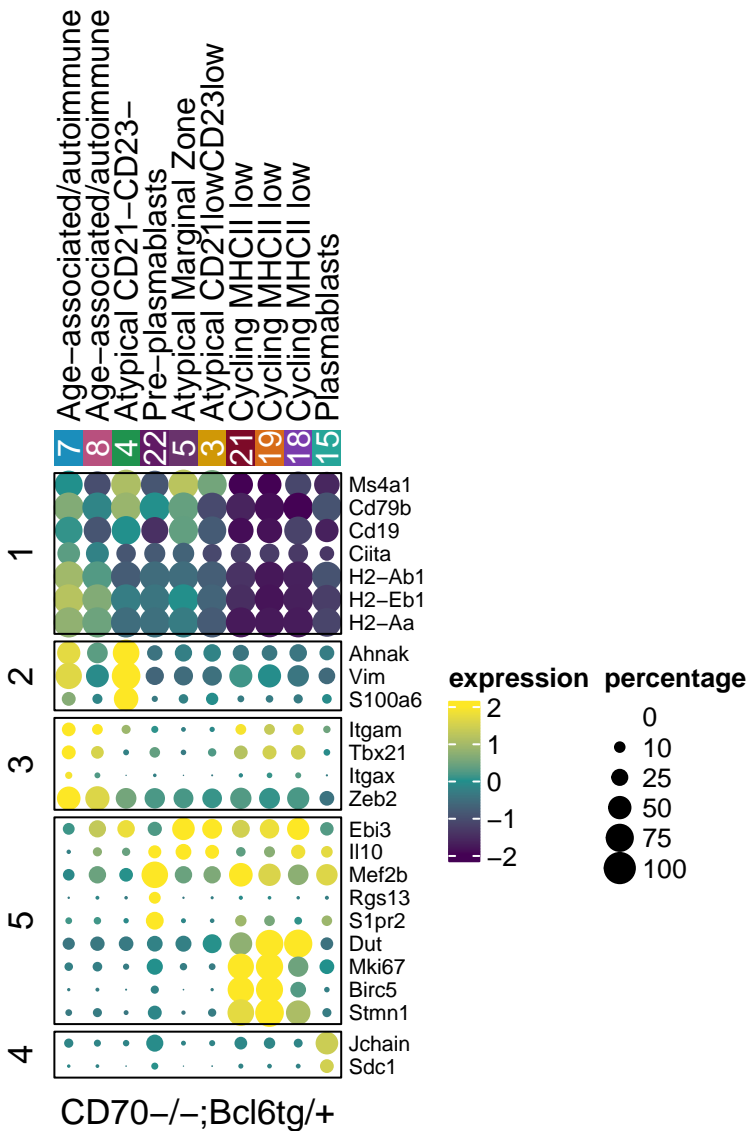 Age−associated/autoimmune
Age−associated/autoimmune
Atypical CD21−CD23−
Pre−plasmablasts
Atypical Marginal Zone
Atypical CD21lowCD23low
Cycling MHCII low
Cycling MHCII low
Cycling MHCII low
Plasmablasts
7 8 4 22 5 3 21 19 18 15
1
Ms4a1
Cd79b
Cd19
Ciita
H2−Ab1
H2−Eb1
H2−Aa
2
Ahnak
Vim
S100a6
3
Itgam
Tbx21
Itgax
Zeb2
5
Ebi3
Il10
Mef2b
Rgs13
S1pr2
Dut
Mki67
Birc5
Stmn1
4
Jchain
Sdc1
CD70−/−;Bcl6tg/+
expression
2
1
0
−1
−2
percentage
0
10
25
50
75
100